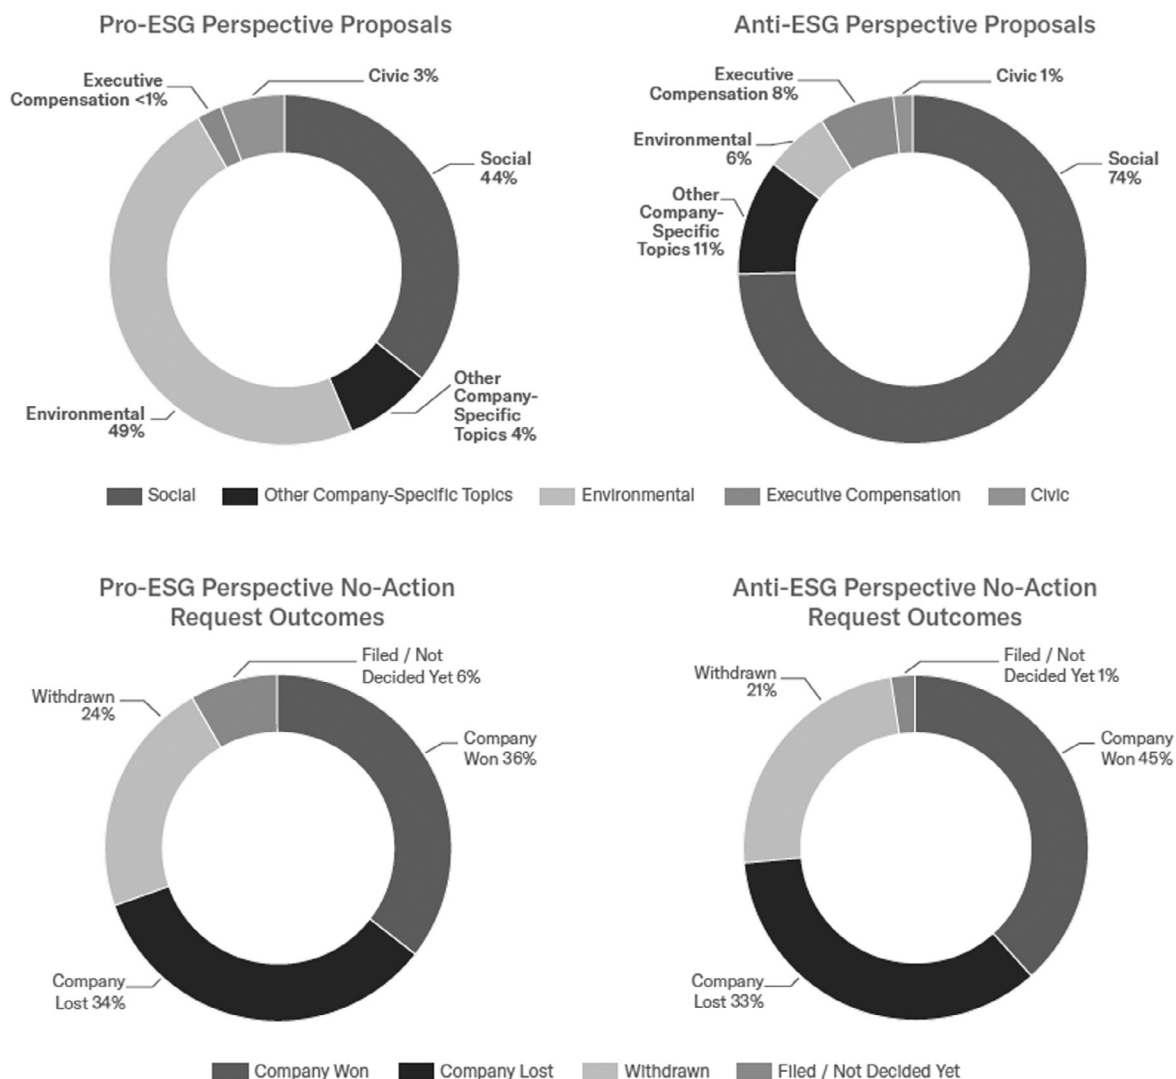 Pro-ESG Perspective Proposals
Executive
Compensation <1%
Civic 3%
Social
44%
Other
Company-
Specific
Topics 4%
Environmental
49%
Anti-ESG Perspective Proposals
Executive
Compensation 8%
Civic 1%
Environmental
6%
Social
74%
Other
Company-
Specific
Topics 11%
Social
Other Company-Specific Topics
Environmental
Executive Compensation
Civic
Pro-ESG Perspective No-Action
Request Outcomes
Filed / Not
Decided Yet 6%
Withdrawn
24%
Company
Won 36%
Company
Lost 34%
Anti-ESG Perspective No-Action
Request Outcomes
Filed / Not
Decided Yet 1%
Withdrawn
21%
Company
Won 45%
Company
Lost 33%
Company Won
Company Lost
Withdrawn
Filed / Not Decided Yet